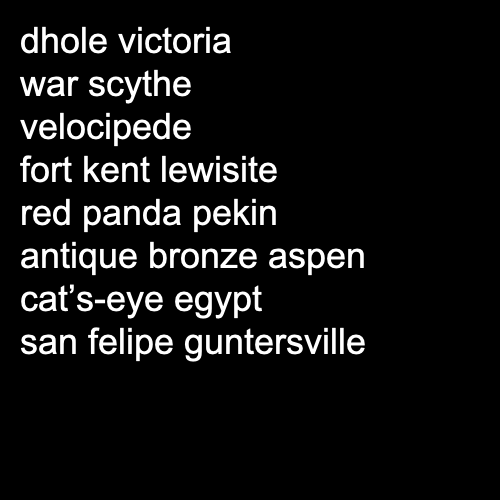 dhole victoria
war scythe
velocipede
fort kent lewisite
red panda pekin
antique bronze aspen
cat’s-eye egypt
san felipe guntersville